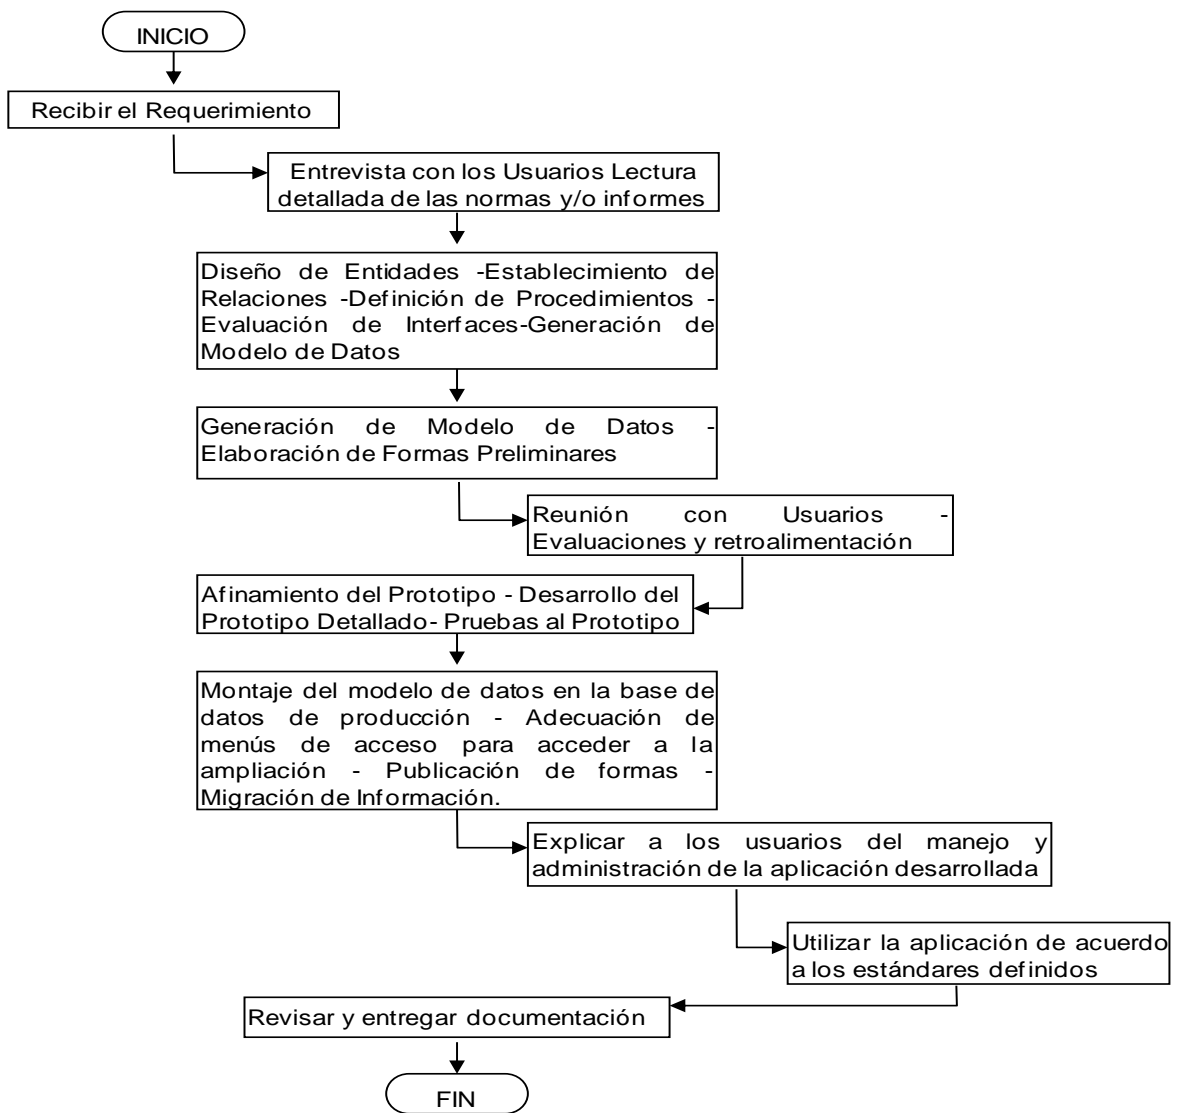 INICIO
Recibir el Requerimiento
Entrevista con los Usuarios Lectura
detallada de las normas y/o informes
Diseño de Entidades -Establecimiento de
Relaciones -Definición de Procedimientos -
Evaluación de Interfaces-Generación de
Modelo de Datos
Generación de Modelo de Datos -
Elaboración de Formas Preliminares
Reunión con Usuarios -
Evaluaciones y retroalimentación
Afinamiento del Prototipo - Desarrollo del
Prototipo Detallado- Pruebas al Prototipo
Montaje del modelo de datos en la base de
datos de producción - Adecuación de
menús de acceso para acceder a la
ampliación - Publicación de formas -
Migración de Información.
Explicar a los usuarios del manejo y
administración de la aplicación desarrollada
Utilizar la aplicación de acuerdo
a los estándares definidos
Revisar y entregar documentación
FIN